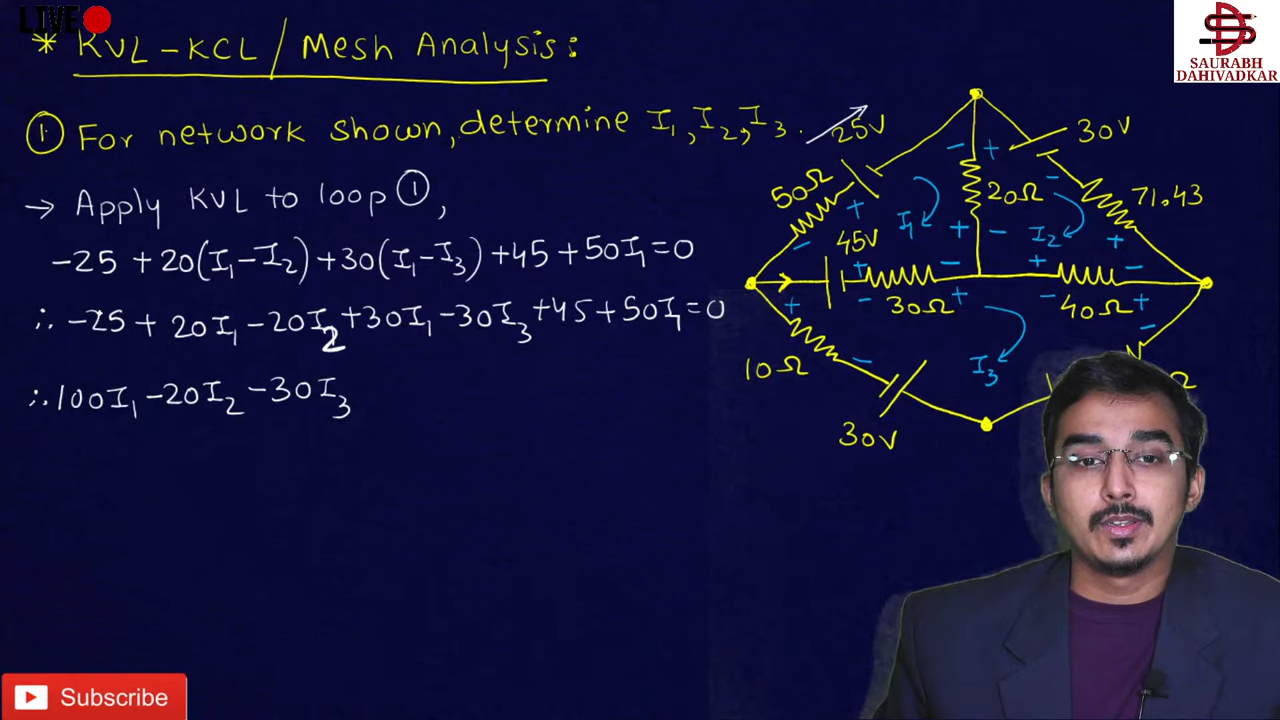 LIVE
* KVL - KCL / Mesh Analysis:
SAURABH
DAHIVADKAR
① For network shown, determine I₁, I₂, I₃.
→ Apply KVL to loop ①,
-25 + 20(I₁-I₂) + 30(I₁-I₃) + 45 + 50I₁ = 0
∴ -25 + 20I₁ - 20I₂ + 30I₁ - 30I₃ + 45 + 50I₁ = 0
∴ 100I₁ - 20I₂ - 30I₃
25V
30V
50Ω
20Ω
71.43
45V
I₁
I₂
30Ω
40Ω
10Ω
I₃
Ω
30V
Subscribe